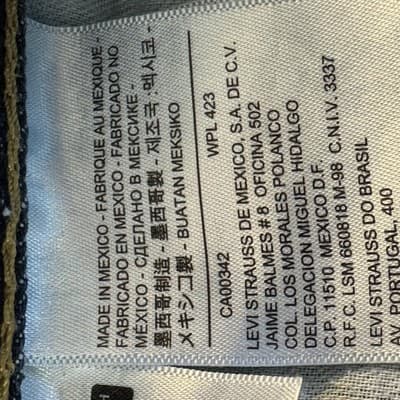 MADE IN MEXICO - FABRIQUE AU MEXIQUE -
FABRICADO EN MEXICO - FABRICADO NO
MÉXICO - СДЕЛАНО В МЕКСИКЕ -
墨西哥制造 - 墨西哥製 - 제조국 :멕시코 -
メキシコ製 - BUATAN MEKSIKO
CA00342 WPL 423
LEVI STRAUSS DE MEXICO, S.A. DE C.V.
JAIME BALMES # 8 OFICINA 502
COL. LOS MORALES POLANCO
DELEGACION MIGUEL HIDALGO
C.P. 11510 MEXICO D.F.
R.F.C. LSM 660818 M-98 C.N.I.V. 3337
LEVI STRAUSS DO BRASIL
AV. PORTUGAL, 400